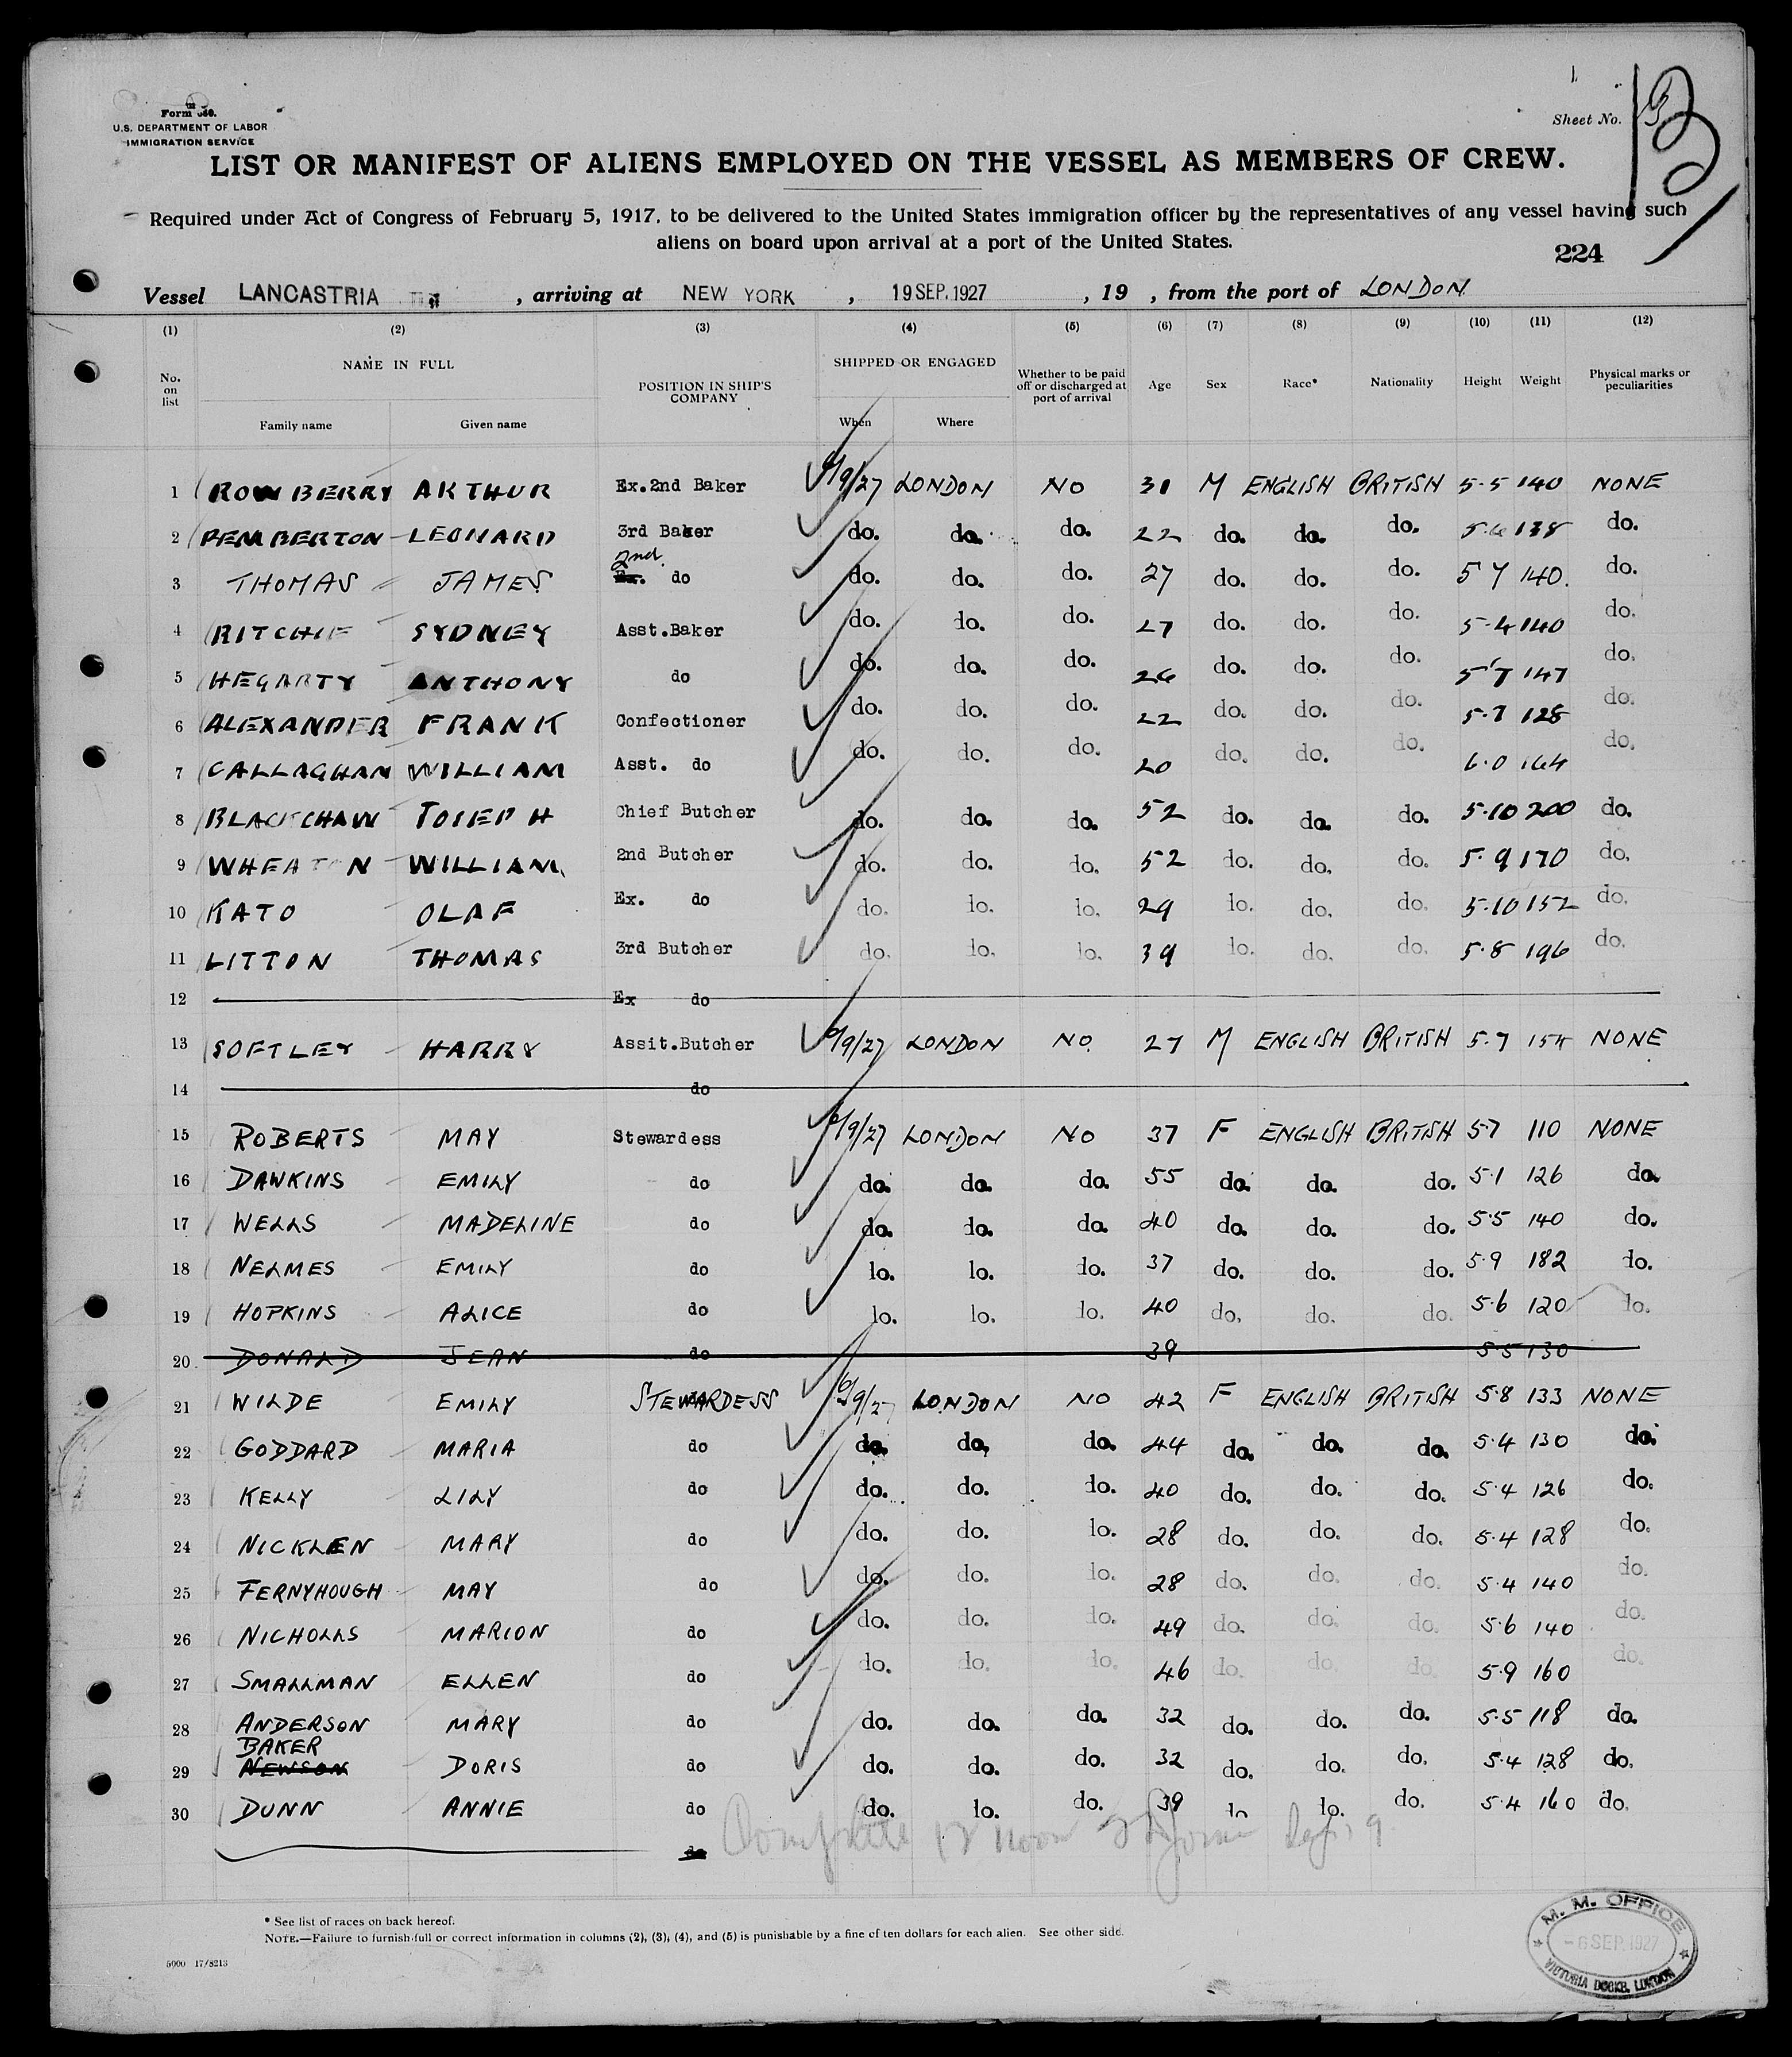 Form 680.
U.S. DEPARTMENT OF LABOR
IMMIGRATION SERVICE
Sheet No.
LIST OR MANIFEST OF ALIENS EMPLOYED ON THE VESSEL AS MEMBERS OF CREW.
Required under Act of Congress of February 5, 1917, to be delivered to the United States immigration officer by the representatives of any vessel having such
aliens on board upon arrival at a port of the United States.
224
Vessel LANCASTRIA , arriving at NEW YORK , 19 SEP. 1927 , 19 , from the port of LONDON
(1) (2) (3) (4) (5) (6) (7) (8) (9) (10) (11) (12)
No. on list NAME IN FULL Family name Given name POSITION IN SHIP'S COMPANY SHIPPED OR ENGAGED When Where Whether to be paid off or discharged at port of arrival Age Sex Race* Nationality Height Weight Physical marks or peculiarities
1 ROWBERRY ARTHUR Ex.2nd Baker 6/9/27 LONDON NO 31 M ENGLISH BRITISH 5·5 140 NONE
2 PEMBERTON LEONARD 3rd Baker do. do. do. 22 do. do. do. 5·6 138 do.
3 THOMAS JAMES 2nd. Ex. do do. do. do. 27 do. do. do. 5 7 140. do.
4 RITCHIE SYDNEY Asst.Baker do. do. do. 27 do. do. do. 5·4 140 do.
5 HEGARTY ANTHONY do do. do. do. 26 do. do. do. 5'7 147 do.
6 ALEXANDER FRANK Confectioner do. do. do. 22 do. do. do. 5·7 128 do.
7 CALLAGHAN WILLIAM Asst. do do. do. do. 20 do. do. do. 6·0 164 do.
8 BLACKSHAW JOSEPH Chief Butcher do. do. do. 52 do. do. do. 5·10 200 do.
9 WHEATON WILLIAM 2nd Butcher do. do. do. 52 do. do. do. 5·9 170 do.
10 KATO OLAF Ex. do do. do. do. 29 do. do. do. 5·10 152 do.
11 LITTON THOMAS 3rd Butcher do. do. do. 39 do. do. do. 5·8 196 do.
12 Ex do
13 SOFTLEY HARRY Assit.Butcher 6/9/27 LONDON NO. 27 M ENGLISH BRITISH 5·7 154 NONE
14 do
15 ROBERTS MAY Stewardess 6/9/27 LONDON NO 37 F ENGLISH BRITISH 5·7 110 NONE
16 DAWKINS EMILY do do. do. do. 55 do. do. do. 5·1 126 do.
17 WELLS MADELINE do do. do. do. 40 do. do. do. 5·5 140 do.
18 NELMES EMILY do do. do. do. 37 do. do. do. 5·9 182 do.
19 HOPKINS ALICE do do. do. do. 40 do. do. do. 5·6 120 do.
20 DONALD JEAN do 39 5·5 130
21 WILDE EMILY STEWARDESS 6/9/27 LONDON NO 42 F ENGLISH BRITISH 5·8 133 NONE
22 GODDARD MARIA do do. do. do. 44 do. do. do. 5·4 130 do.
23 KELLY LILY do do. do. do. 40 do. do. do. 5·4 126 do.
24 NICKLEN MARY do do. do. do. 28 do. do. do. 5·4 128 do.
25 FERNYHOUGH MAY do do. do. do. 28 do. do. do. 5·4 140 do.
26 NICHOLLS MARION do do. do. do. 49 do. do. do. 5·6 140 do.
27 SMALLMAN ELLEN do do. do. do. 46 do. do. do. 5·9 160 do.
28 ANDERSON MARY do do. do. do. 32 do. do. do. 5·5 118 do.
29 BAKER NEWSON DORIS do do. do. do. 32 do. do. do. 5·4 128 do.
30 DUNN ANNIE do do. do. do. 39 do do. do. 5·4 160 do.
do
Complete 12 noon
* See list of races on back hereof.
NOTE.—Failure to furnish full or correct information in columns (2), (3), (4), and (5) is punishable by a fine of ten dollars for each alien. See other side.
5000 17/8213
M. M. OFFICE
-6 SEP. 1927
VICTORIA DOCKS, LONDON